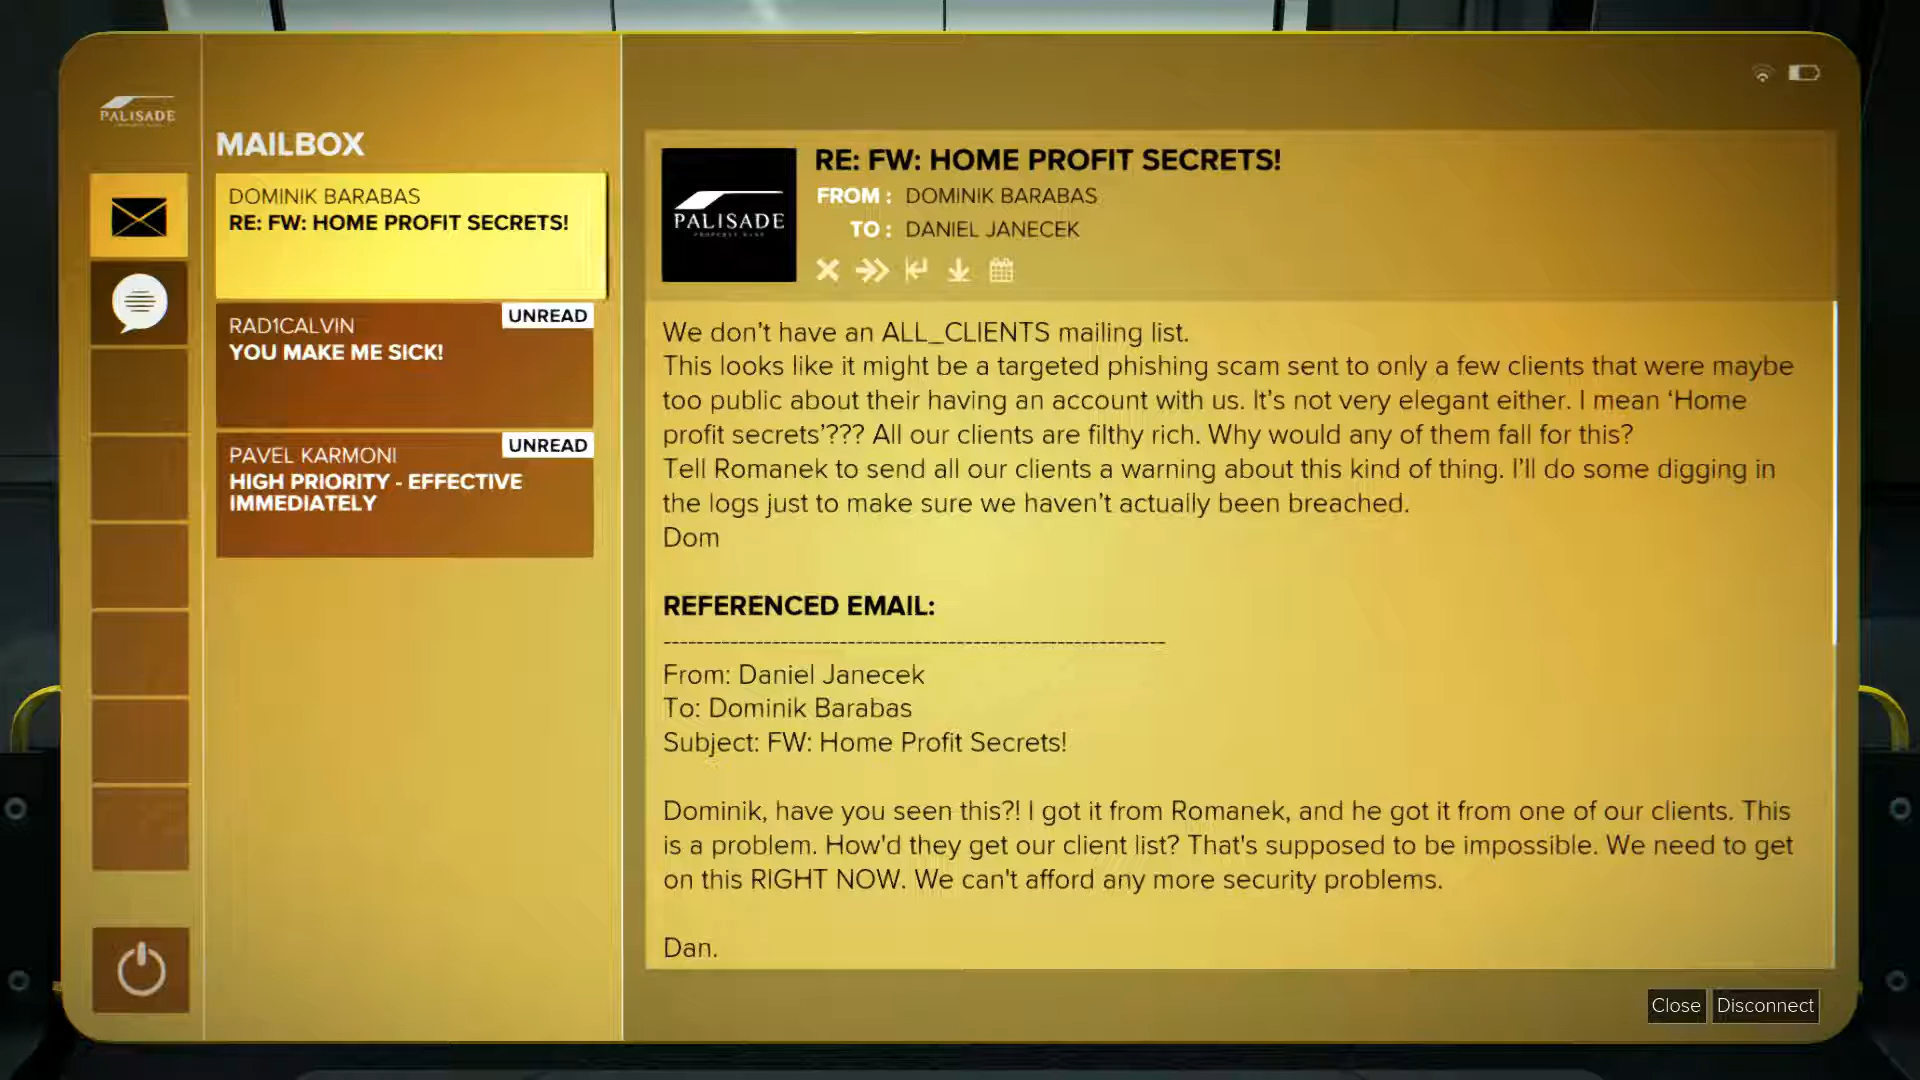 PALISADE
MAILBOX
DOMINIK BARABAS
RE: FW: HOME PROFIT SECRETS!
UNREAD
RAD1CALVIN
YOU MAKE ME SICK!
UNREAD
PAVEL KARMONI
HIGH PRIORITY - EFFECTIVE
IMMEDIATELY
PALISADE
PROPERTY BANK
RE: FW: HOME PROFIT SECRETS!
FROM : DOMINIK BARABAS
TO : DANIEL JANECEK
We don't have an ALL_CLIENTS mailing list.
This looks like it might be a targeted phishing scam sent to only a few clients that were maybe
too public about their having an account with us. It's not very elegant either. I mean ‘Home
profit secrets’??? All our clients are filthy rich. Why would any of them fall for this?
Tell Romanek to send all our clients a warning about this kind of thing. I'll do some digging in
the logs just to make sure we haven't actually been breached.
Dom
REFERENCED EMAIL:
------------------------------------------------------------
From: Daniel Janecek
To: Dominik Barabas
Subject: FW: Home Profit Secrets!
Dominik, have you seen this?! I got it from Romanek, and he got it from one of our clients. This
is a problem. How'd they get our client list? That's supposed to be impossible. We need to get
on this RIGHT NOW. We can't afford any more security problems.
Dan.
Close
Disconnect